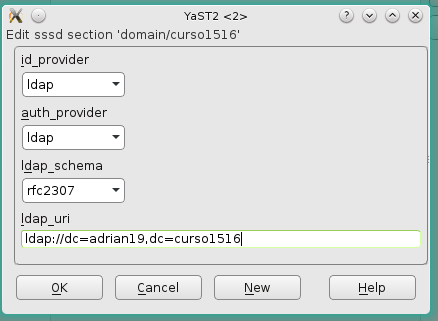 YaST2 <2>
Edit sssd section 'domain/curso1516'
id_provider
ldap
auth_provider
ldap
ldap_schema
rfc2307
ldap_uri
ldap://dc=adrian19,dc=curso1516
OK Cancel New Help